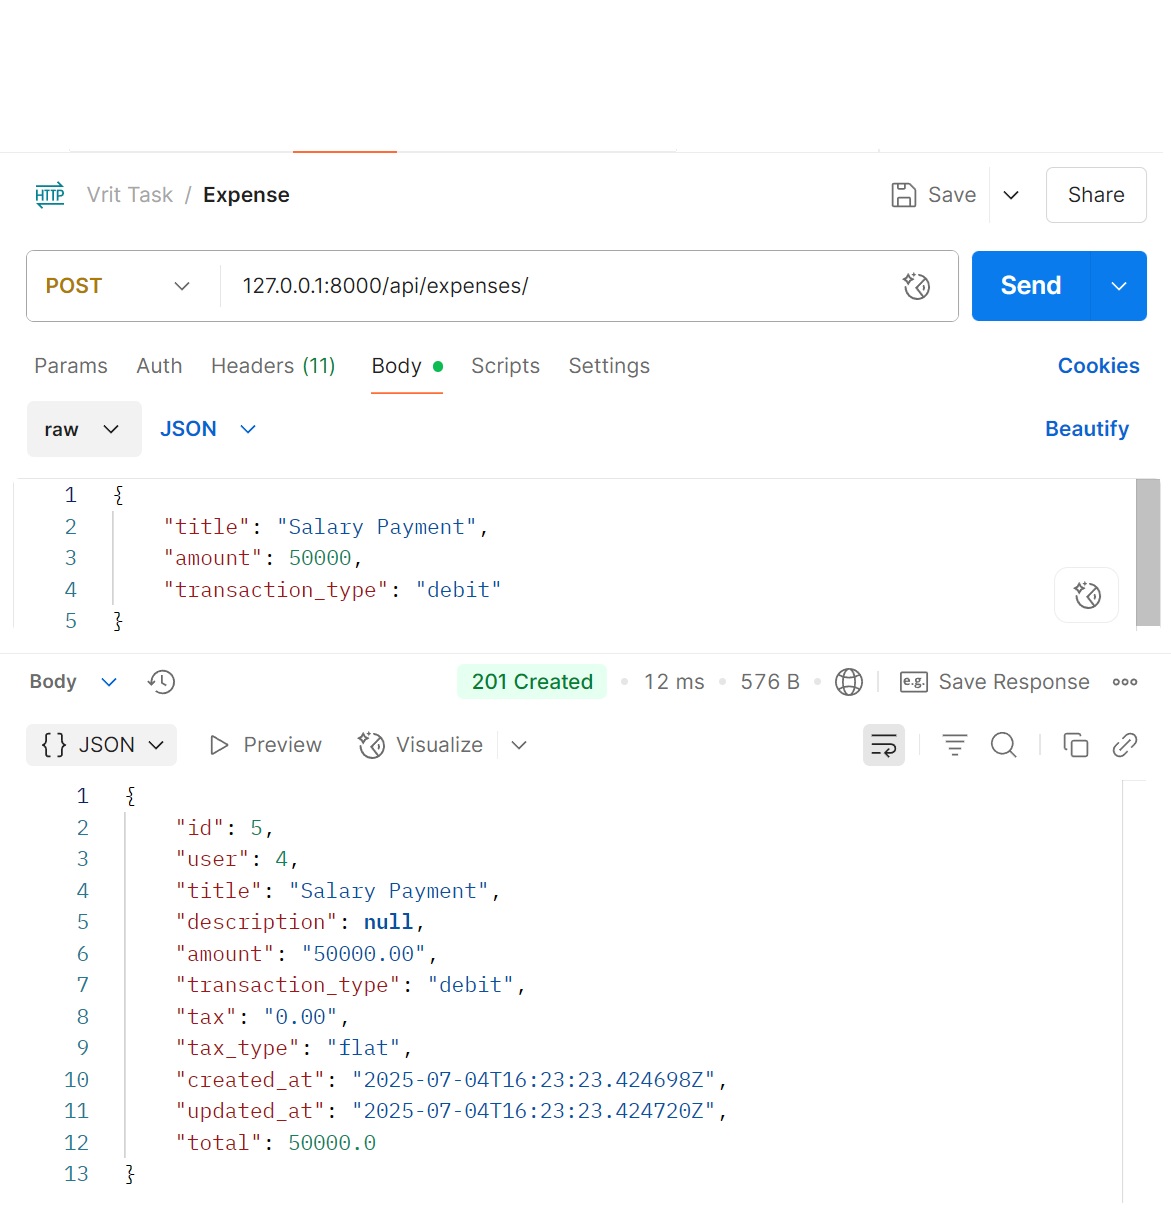 HTTP Vrit Task / Expense Save Share
POST 127.0.0.1:8000/api/expenses/ Send
Params Auth Headers (11) Body Scripts Settings Cookies
raw JSON Beautify
1 {
2 "title": "Salary Payment",
3 "amount": 50000,
4 "transaction_type": "debit"
5 }
Body 201 Created 12 ms 576 B e.g. Save Response
{} JSON Preview Visualize
1 {
2 "id": 5,
3 "user": 4,
4 "title": "Salary Payment",
5 "description": null,
6 "amount": "50000.00",
7 "transaction_type": "debit",
8 "tax": "0.00",
9 "tax_type": "flat",
10 "created_at": "2025-07-04T16:23:23.424698Z",
11 "updated_at": "2025-07-04T16:23:23.424720Z",
12 "total": 50000.0
13 }